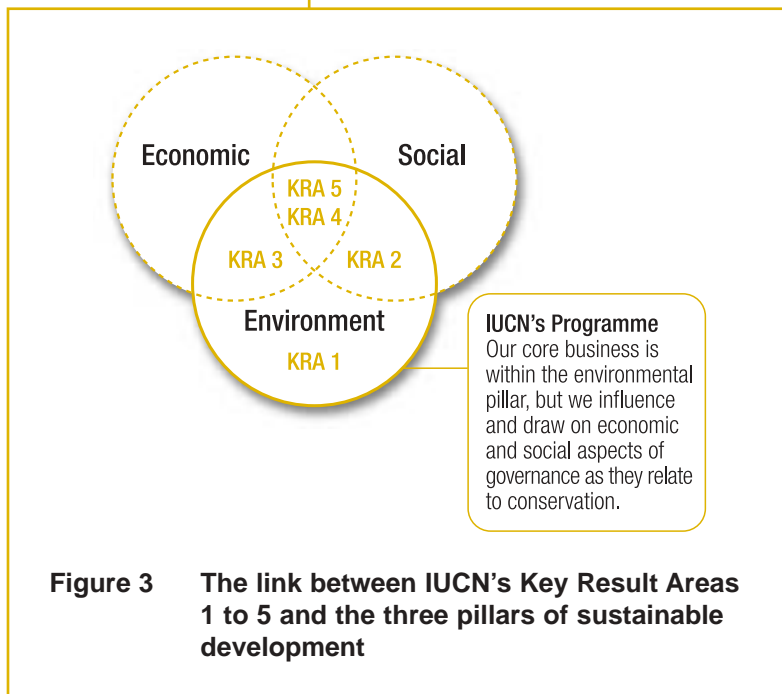 Economic
Social
KRA 5
KRA 4
KRA 3
KRA 2
Environment
KRA 1
IUCN's Programme
Our core business is
within the environmental
pillar, but we influence
and draw on economic
and social aspects of
governance as they relate
to conservation.
Figure 3 The link between IUCN's Key Result Areas
1 to 5 and the three pillars of sustainable
development